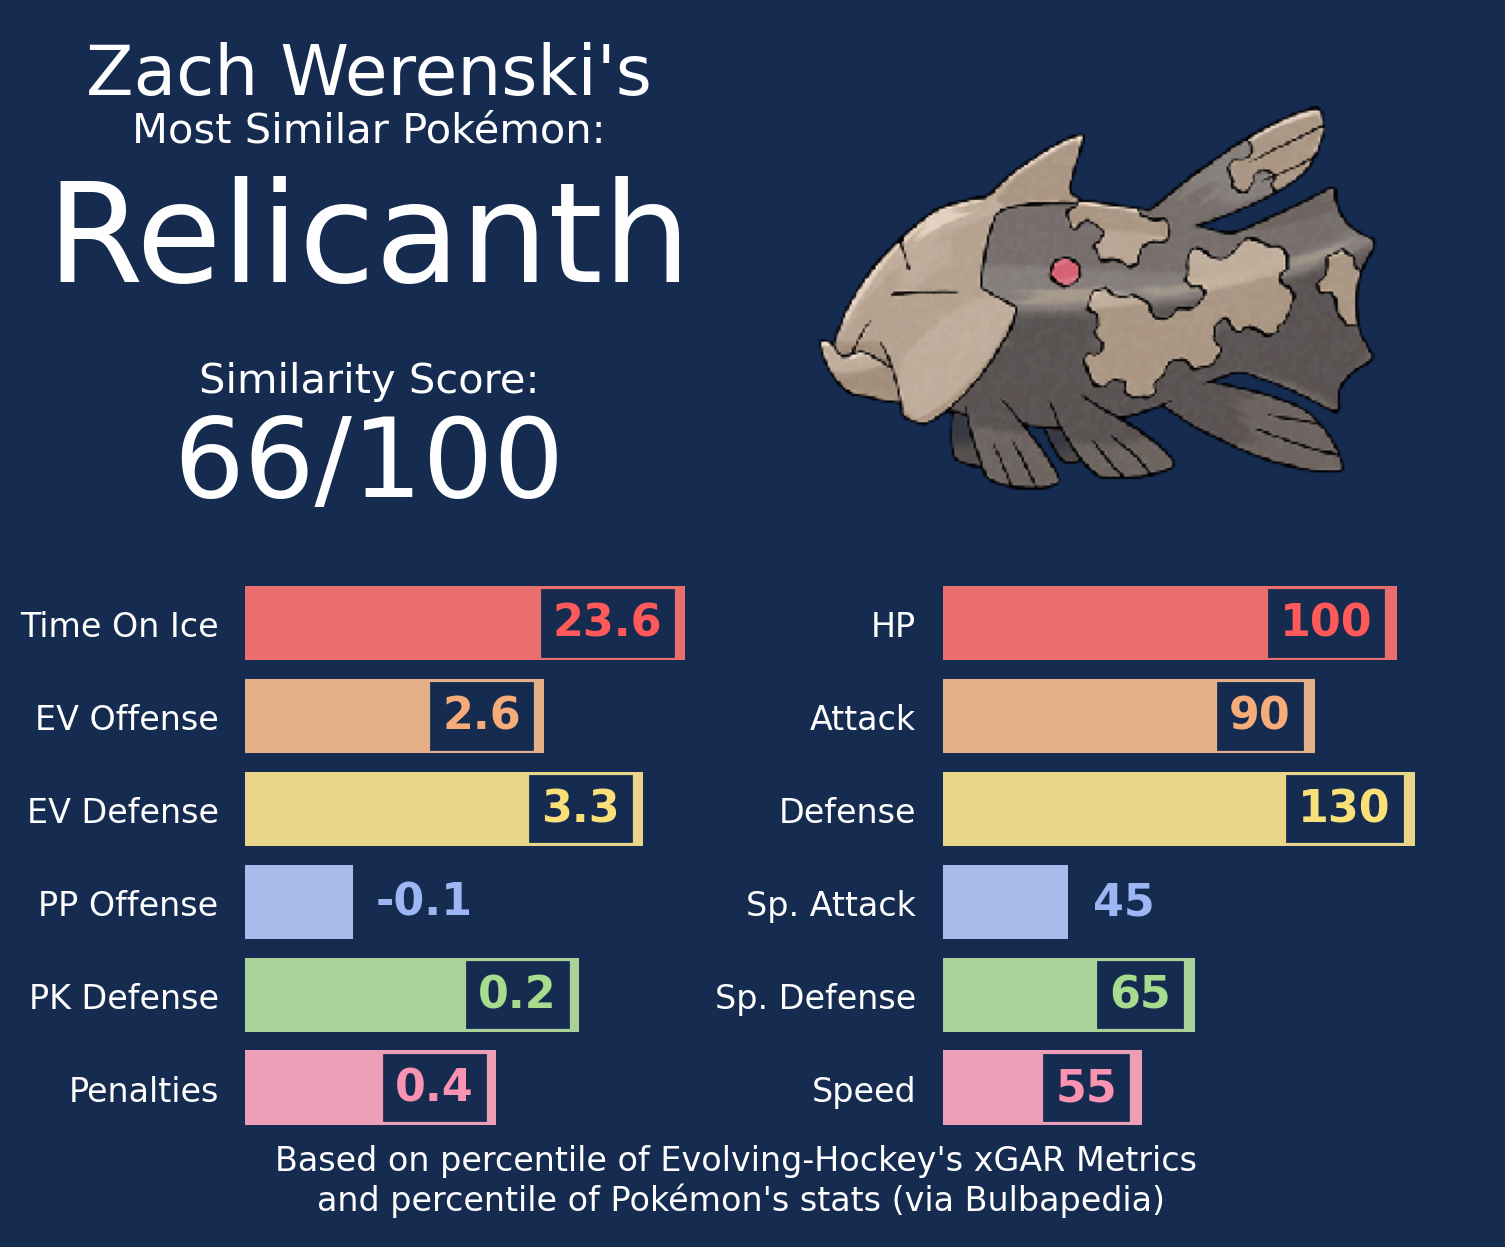 Zach Werenski's
Most Similar Pokémon:
Relicanth
Similarity Score:
66/100
Time On Ice 23.6
EV Offense 2.6
EV Defense 3.3
PP Offense -0.1
PK Defense 0.2
Penalties 0.4
HP 100
Attack 90
Defense 130
Sp. Attack 45
Sp. Defense 65
Speed 55
Based on percentile of Evolving-Hockey's xGAR Metrics
and percentile of Pokémon's stats (via Bulbapedia)